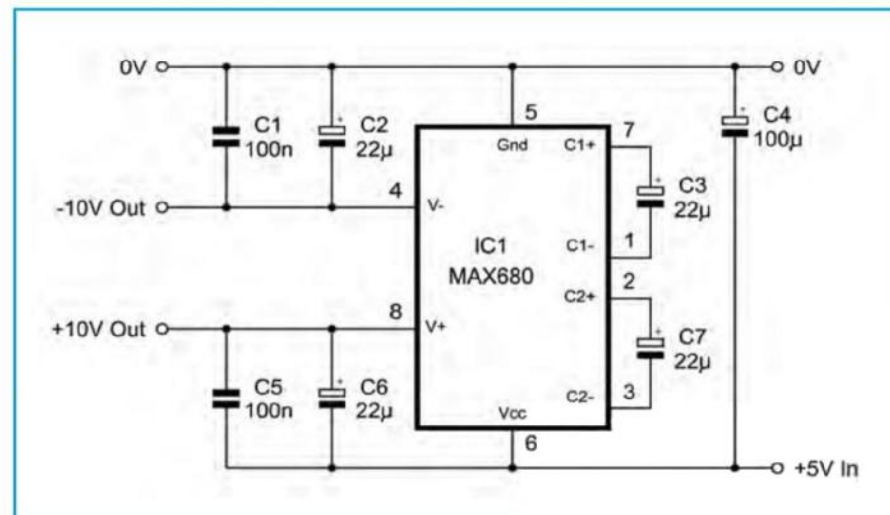 0V
0V
C1
100n
C2
22µ
+
5
Gnd
C1+
7
+
C3
22µ
+
C4
100µ
-10V Out
4
V-
IC1
MAX680
C1-
1
C2+
2
+10V Out
8
V+
+
C7
22µ
C5
100n
+
C6
22µ
C2-
3
Vcc
6
+5V In